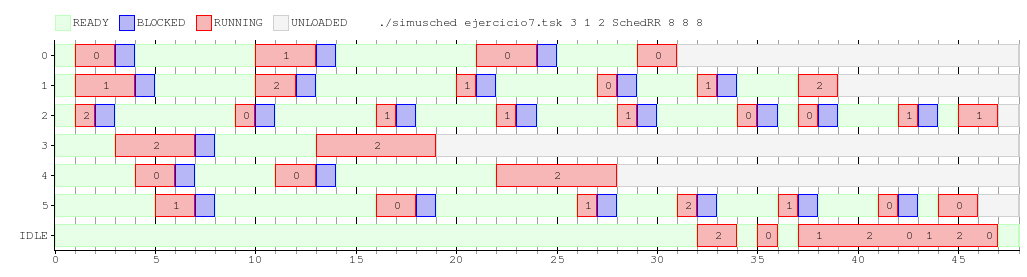 READY BLOCKED RUNNING UNLOADED ./simusched ejercicio7.tsk 3 1 2 SchedRR 8 8 8
0 0 1 0 0
1 1 2 1 0 1 2
2 2 0 1 1 1 0 0 1 1
3 2 2
4 0 0 2
5 1 0 1 2 1 0 0
IDLE 2 0 1 2 0 1 2 0
0 5 10 15 20 25 30 35 40 45